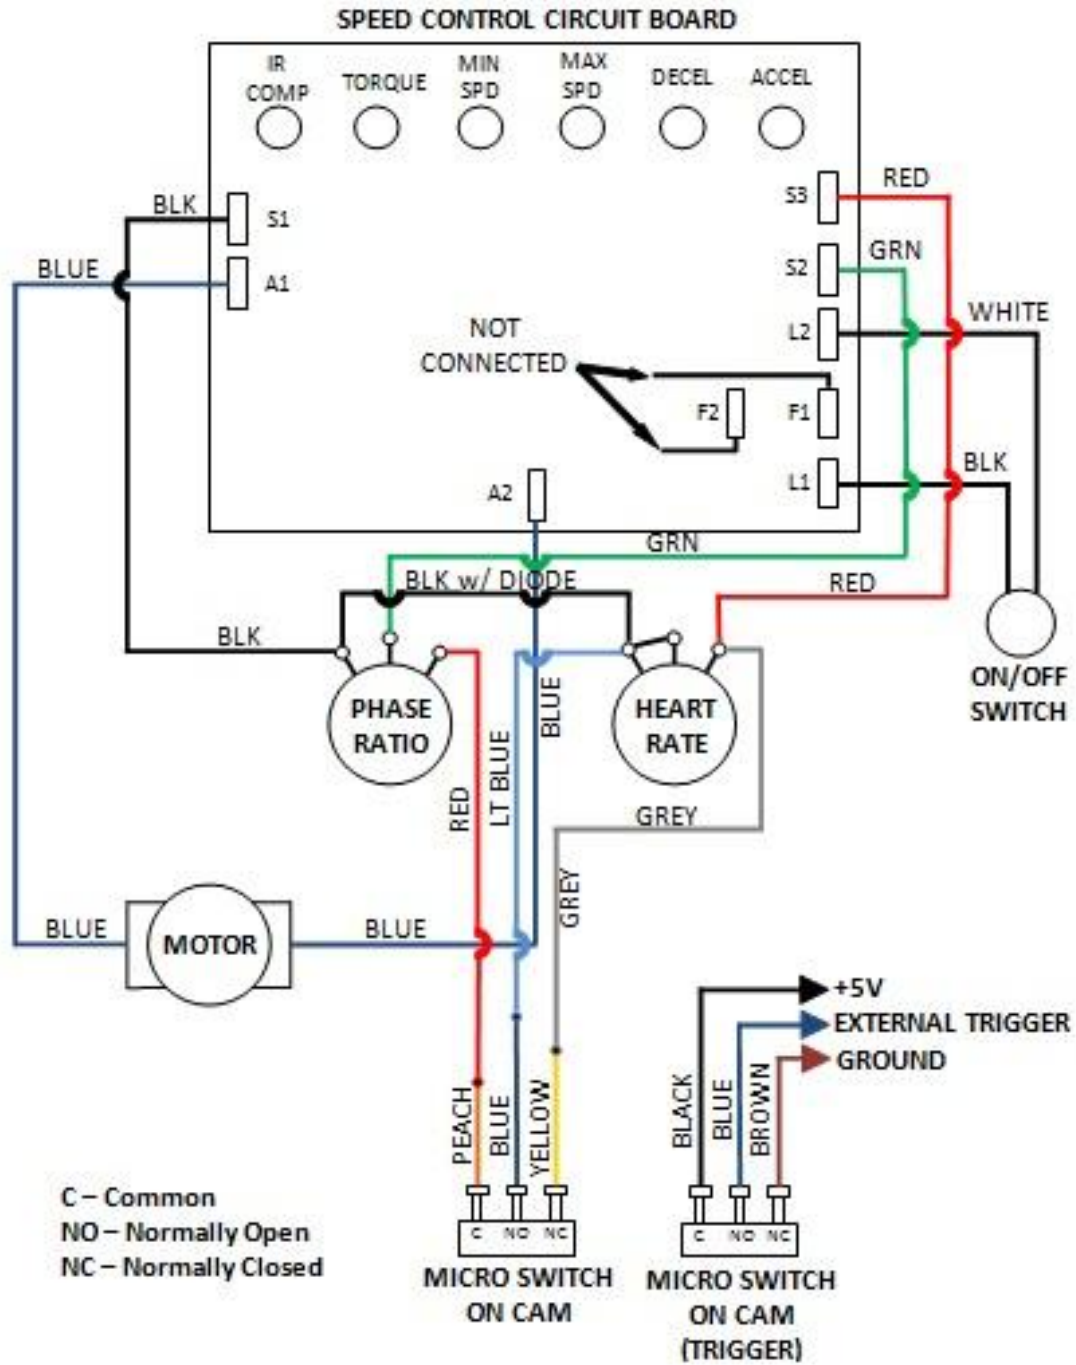 SPEED CONTROL CIRCUIT BOARD
IR
COMP
TORQUE
MIN
SPD
MAX
SPD
DECEL
ACCEL
S1
A1
S3
S2
L2
F2
F1
L1
A2
BLK
BLUE
RED
GRN
WHITE
BLK
NOT
CONNECTED
GRN
BLK w/ DIODE
RED
BLK
PHASE
RATIO
HEART
RATE
ON/OFF
SWITCH
BLUE
LT BLUE
RED
GREY
GREY
BLUE
MOTOR
BLUE
+5V
EXTERNAL TRIGGER
GROUND
PEACH
BLUE
YELLOW
BLACK
BLUE
BROWN
C – Common
NO – Normally Open
NC – Normally Closed
C NO NC
MICRO SWITCH
ON CAM
C NO NC
MICRO SWITCH
ON CAM
(TRIGGER)